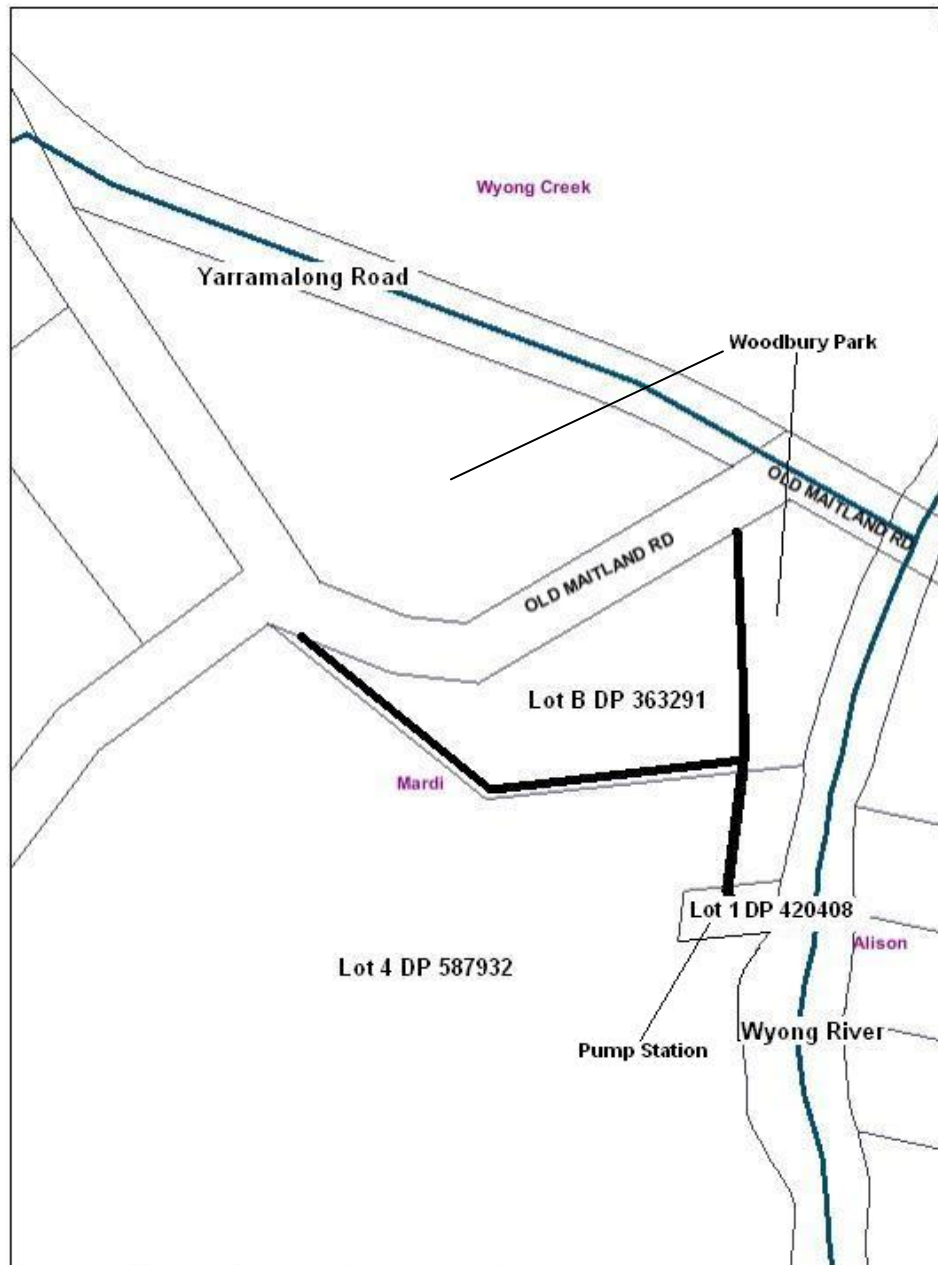 Wyong Creek
Yarramalong Road
Woodbury Park
OLD MAITLAND RD
OLD MAITLAND RD
Lot B DP 363291
Mardi
Lot 1 DP 420408
Alison
Lot 4 DP 587932
Wyong River
Pump Station